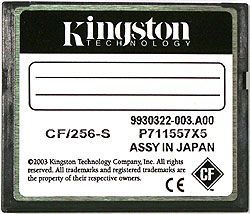 Kingston
TECHNOLOGY
9930322-003.A00
CF/256-S P711557X5
ASSY IN JAPAN
©2003 Kingston Technology Company, Inc. All rights
reserved. All trademarks and registered trademarks are
the property of their respective owners.
CF